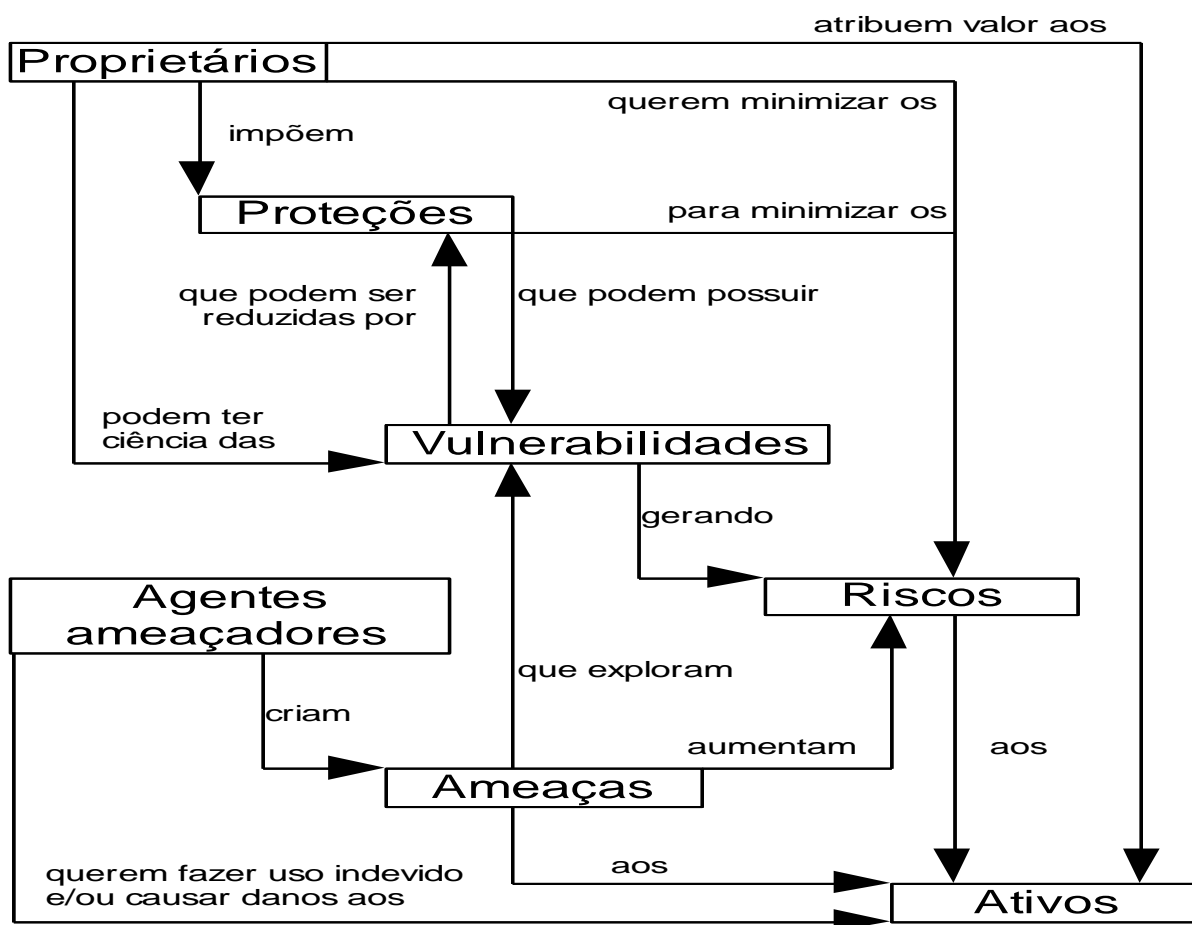 atribuem valor aos
Proprietários
querem minimizar os
impõem
Proteções
para minimizar os
que podem ser
reduzidas por
que podem possuir
podem ter
ciência das
Vulnerabilidades
gerando
Agentes
ameaçadores
Riscos
que exploram
criam
aumentam
aos
Ameaças
querem fazer uso indevido
e/ou causar danos aos
aos
Ativos